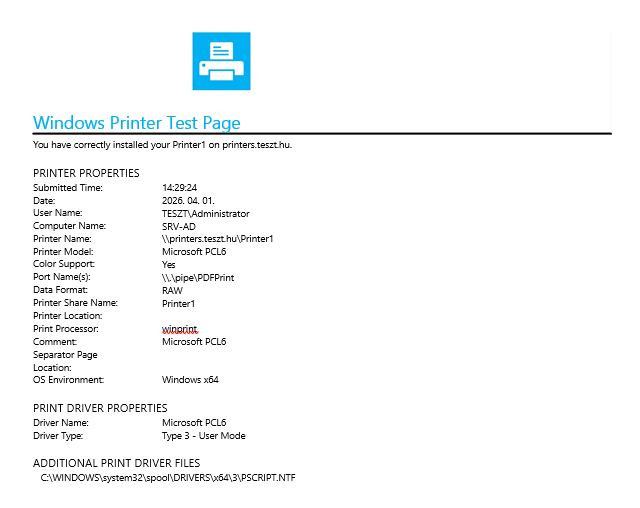 Windows Printer Test Page
You have correctly installed your Printer1 on printers.teszt.hu.
PRINTER PROPERTIES
Submitted Time: 14:29:24
Date: 2026. 04. 01.
User Name: TESZT\Administrator
Computer Name: SRV-AD
Printer Name: \\printers.teszt.hu\Printer1
Printer Model: Microsoft PCL6
Color Support: Yes
Port Name(s): \\.\pipe\PDFPrint
Data Format: RAW
Printer Share Name: Printer1
Printer Location:
Print Processor: winprint
Comment: Microsoft PCL6
Separator Page
Location:
OS Environment: Windows x64
PRINT DRIVER PROPERTIES
Driver Name: Microsoft PCL6
Driver Type: Type 3 - User Mode
ADDITIONAL PRINT DRIVER FILES
C:\WINDOWS\system32\spool\DRIVERS\x64\3\PSCRIPT.NTF